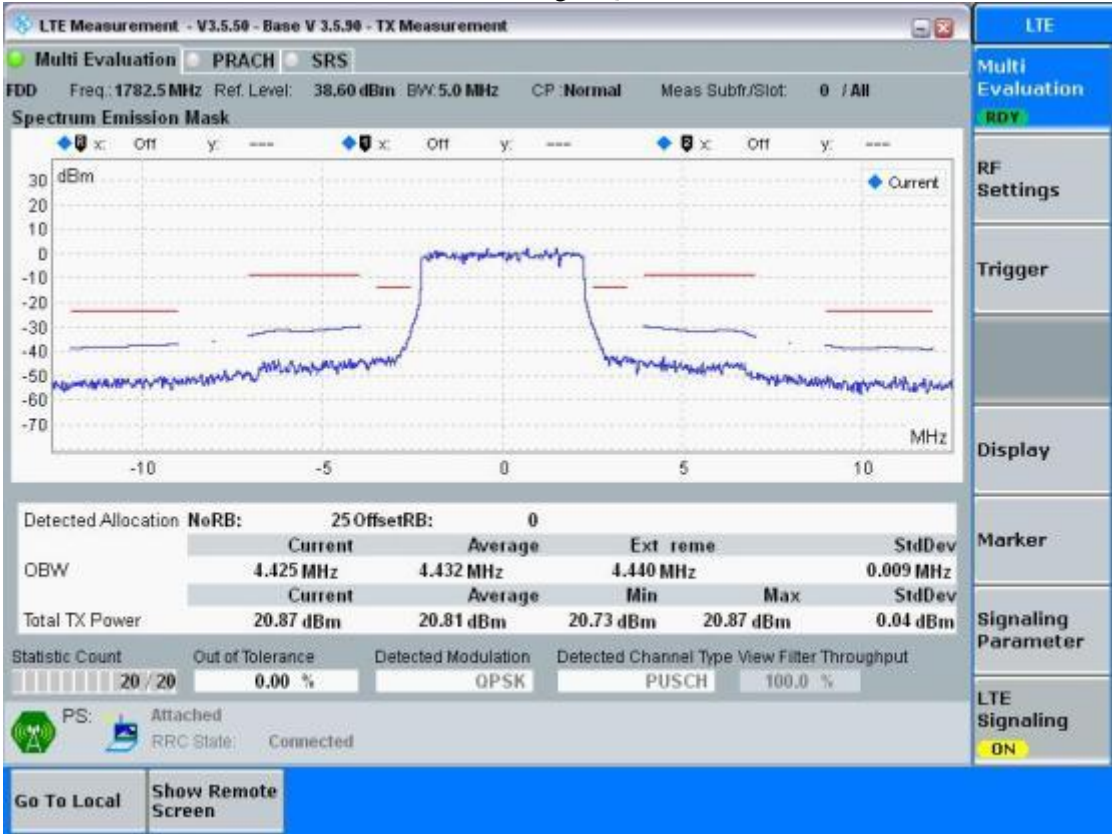 LTE Measurement - V3.5.50 - Base V 3.5.90 - TX Measurement
LTE
Multi Evaluation PRACH SRS
Multi
Evaluation
RDY
FDD Freq.: 1782.5 MHz Ref. Level: 38.60 dBm BW: 5.0 MHz CP :Normal Meas Subfr./Slot: 0 / All
Spectrum Emission Mask
x: Off y: --- x: Off y: --- x: Off y: ---
dBm
Current
30
20
10
0
-10
-20
-30
-40
-50
-60
-70
MHz
-10 -5 0 5 10
RF
Settings
Trigger
Display
Marker
Signaling
Parameter
LTE
Signaling
ON
Detected Allocation NoRB: 25 OffsetRB: 0
Current Average Ext reme StdDev
OBW 4.425 MHz 4.432 MHz 4.440 MHz 0.009 MHz
Current Average Min Max StdDev
Total TX Power 20.87 dBm 20.81 dBm 20.73 dBm 20.87 dBm 0.04 dBm
Statistic Count Out of Tolerance Detected Modulation Detected Channel Type View Filter Throughput
20 / 20 0.00 % QPSK PUSCH 100.0 %
PS: Attached
RRC State: Connected
Go To Local
Show Remote
Screen